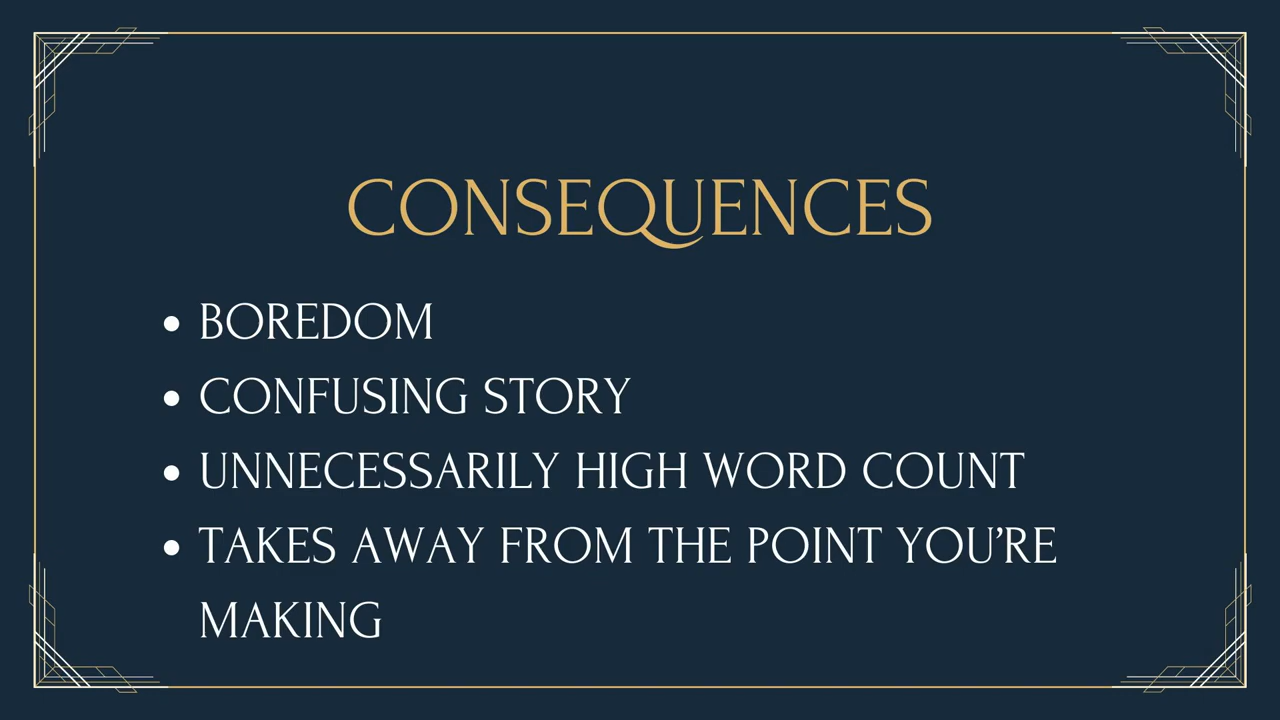 CONSEQUENCES
• BOREDOM
• CONFUSING STORY
• UNNECESSARILY HIGH WORD COUNT
• TAKES AWAY FROM THE POINT YOU’RE
MAKING